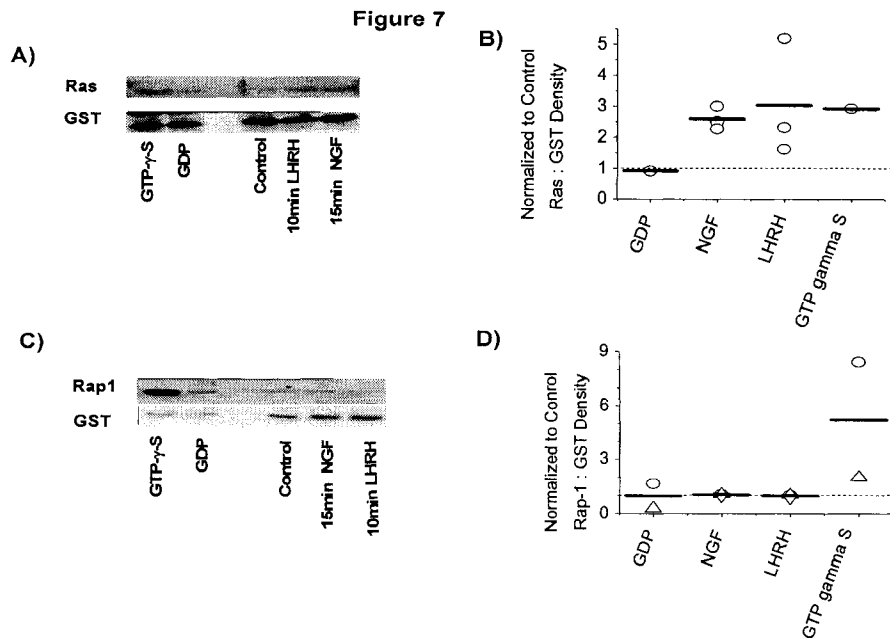 Figure 7
A)
Ras
GST
GTP-γ-S
GDP
Control
10min LHRH
15min NGF
B)
Normalized to Control
Ras : GST Density
5
4
3
2
1
0
GDP
NGF
LHRH
GTP gamma S
C)
Rap1
GST
GTP-γ-S
GDP
Control
15min NGF
10min LHRH
D)
Normalized to Conrol
Rap-1 : GST Density
9
6
3
1
0
GDP
NGF
LHRH
GTP gamma S